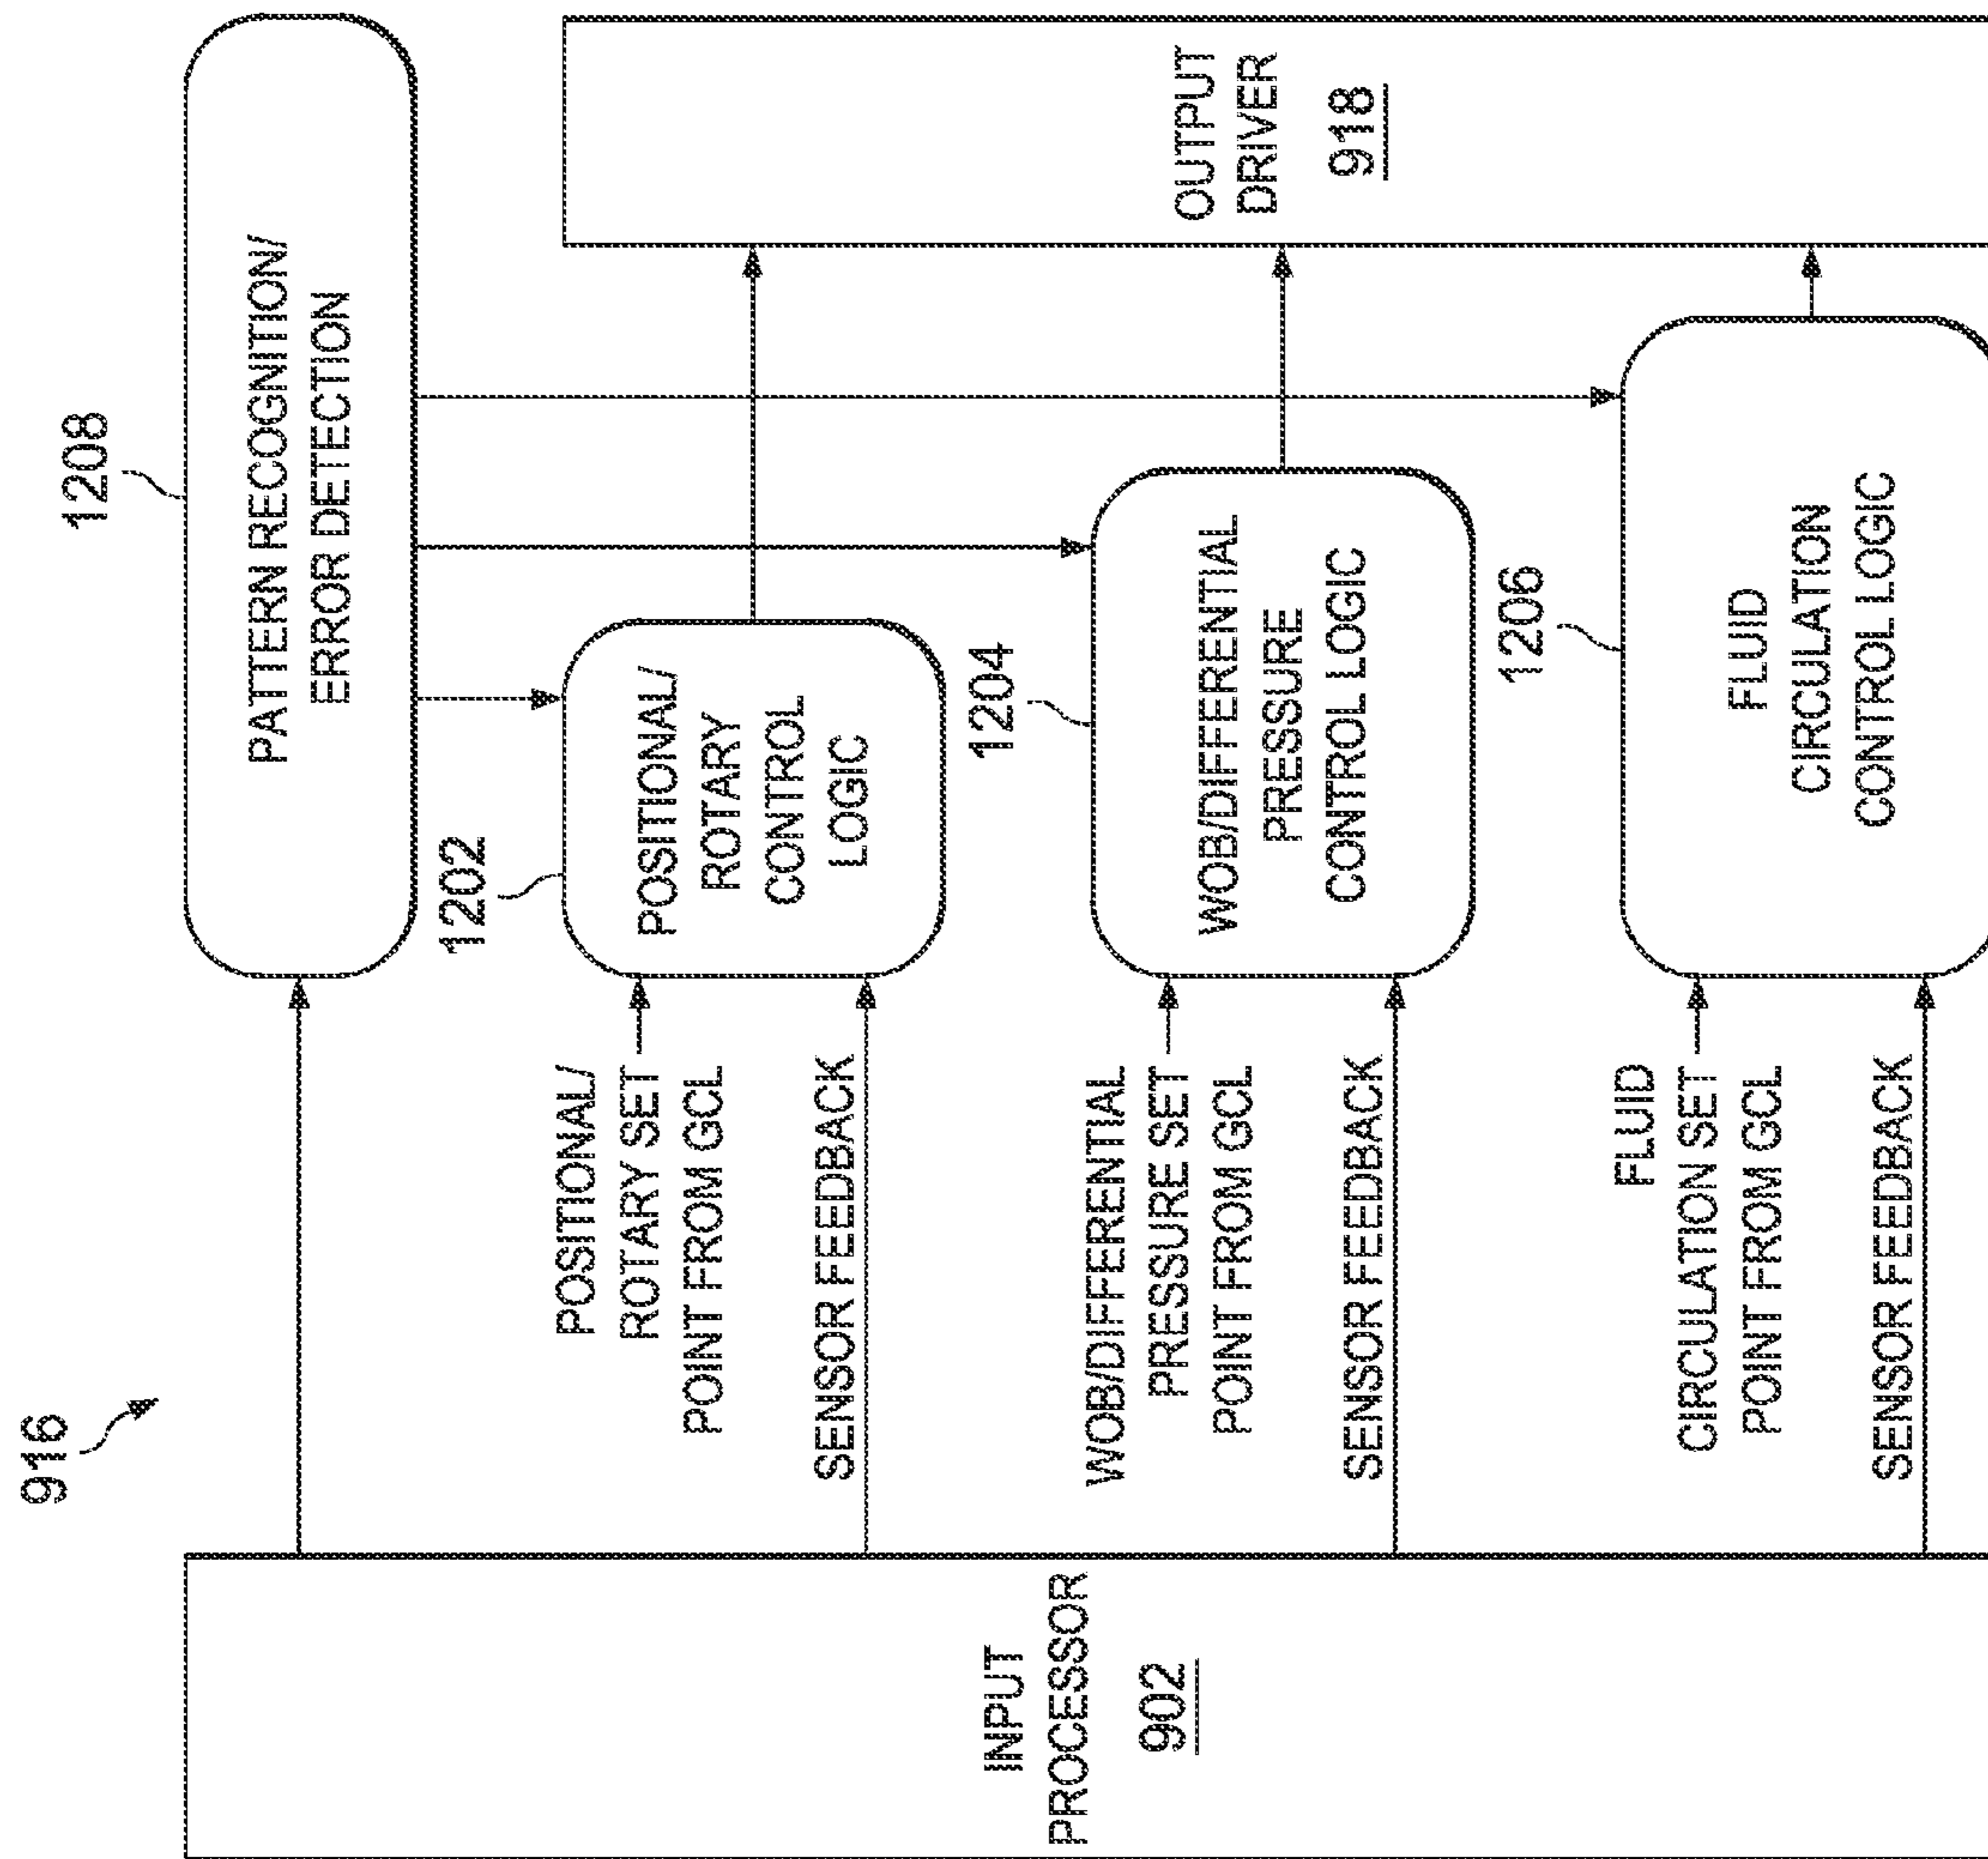 916
1208
PATTERN RECOGNITION/
ERROR DETECTION
INPUT
PROCESSOR
902
1202
POSITIONAL/
ROTARY SET
POINT FROM GCL
SENSOR FEEDBACK
POSITIONAL/
ROTARY
CONTROL
LOGIC
1204
WOB/DIFFERENTIAL
PRESSURE SET
POINT FROM GCL
SENSOR FEEDBACK
WOB/DIFFERENTIAL
PRESSURE
CONTROL LOGIC
1206
FLUID
CIRCULATION SET
POINT FROM GCL
SENSOR FEEDBACK
FLUID
CIRCULATION
CONTROL LOGIC
OUTPUT
DRIVER
918